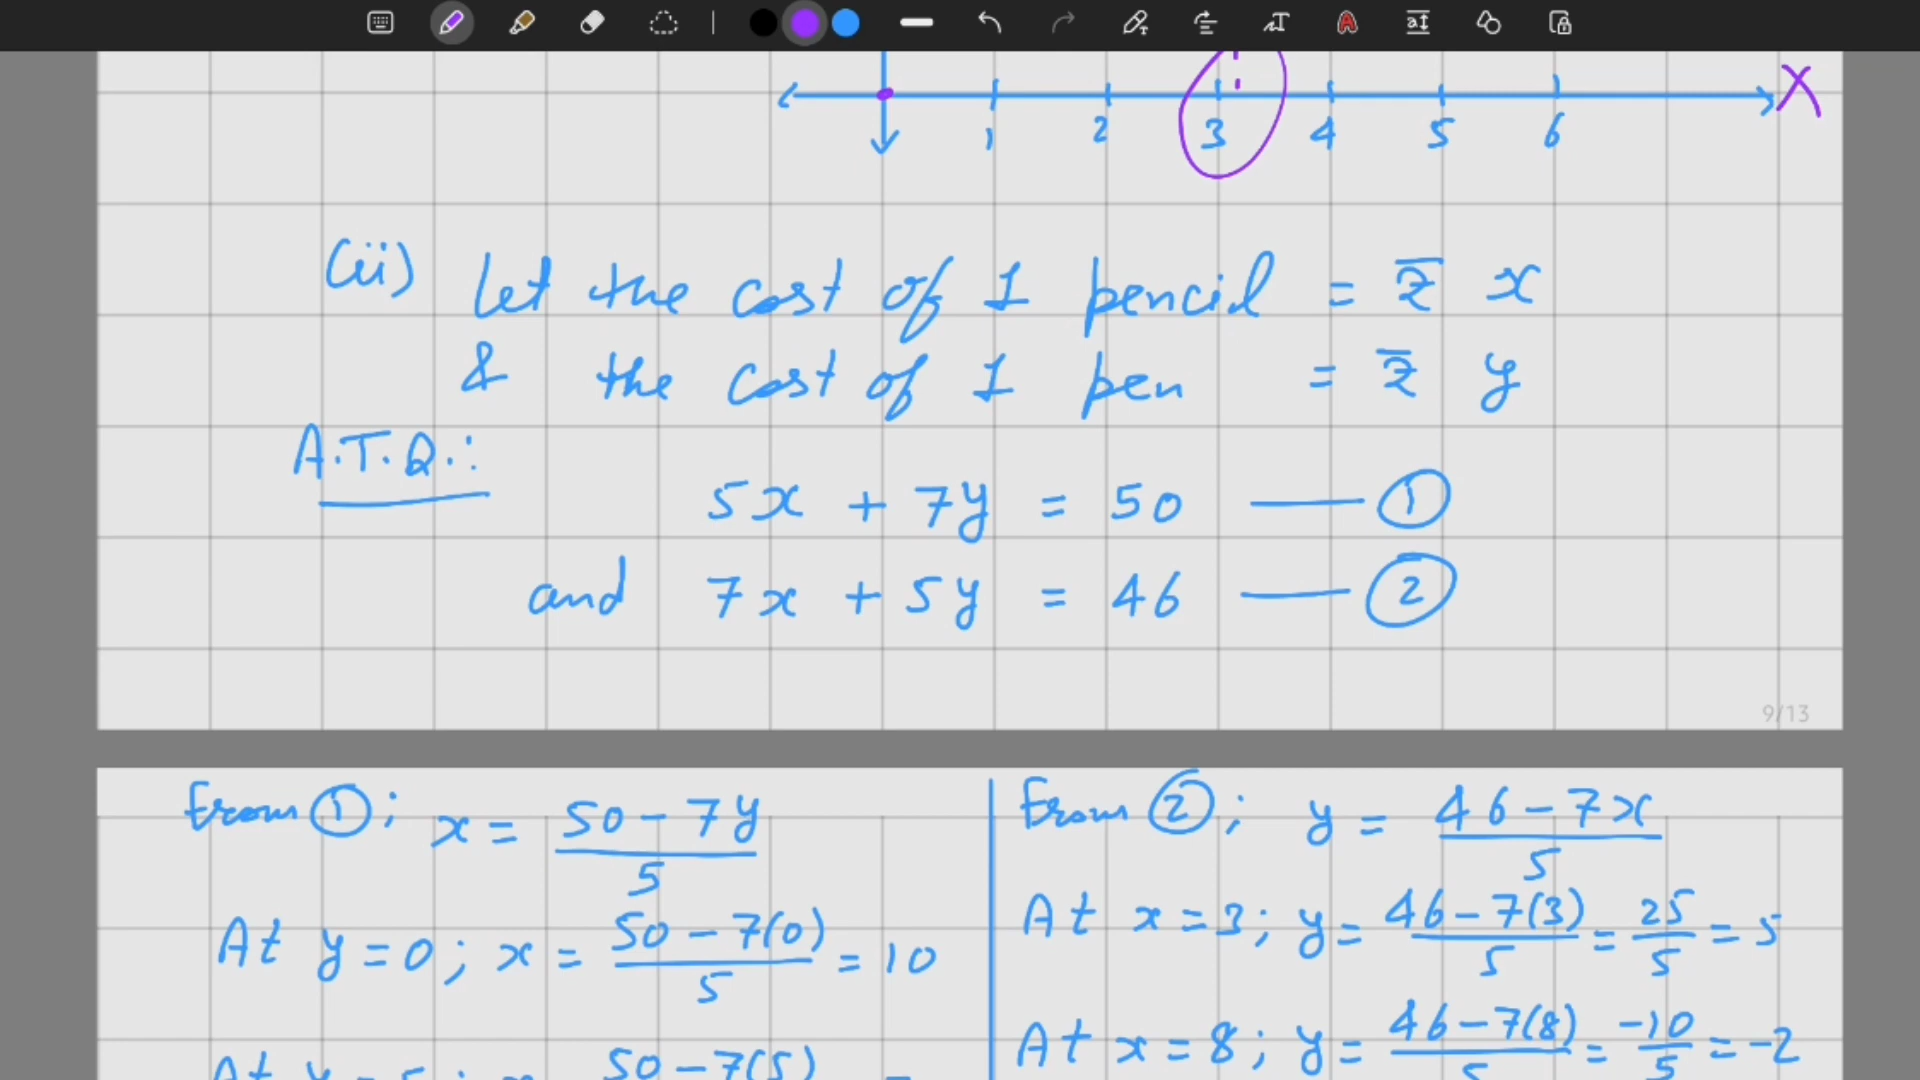 X
1 2 3 4 5 6
(ii) Let the cost of 1 pencil = ₹ x
& the cost of 1 pen = ₹ y
A.T.Q.:
5x + 7y = 50 — ①
and 7x + 5y = 46 — ②
9/13
From ①; x = (50 - 7y)/5
At y = 0; x = (50 - 7(0))/5 = 10
From ②; y = (46 - 7x)/5
At x = 3; y = (46 - 7(3))/5 = 25/5 = 5
At x = 8; y = (46 - 7(8))/5 = -10/5 = -2